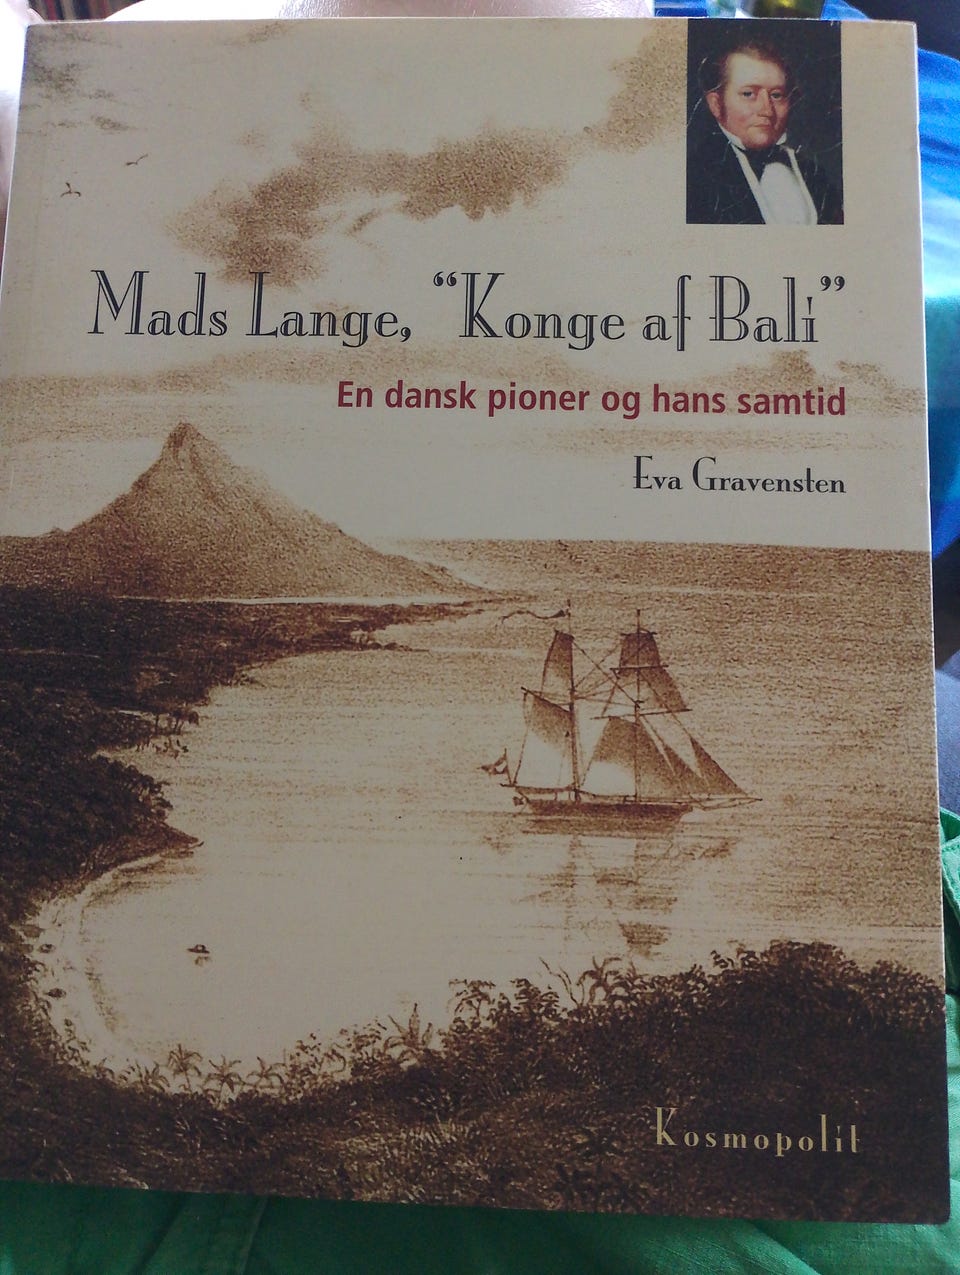 Mads Lange, “Konge af Bali”
En dansk pioner og hans samtid
Eva Gravensten
Kosmopolit